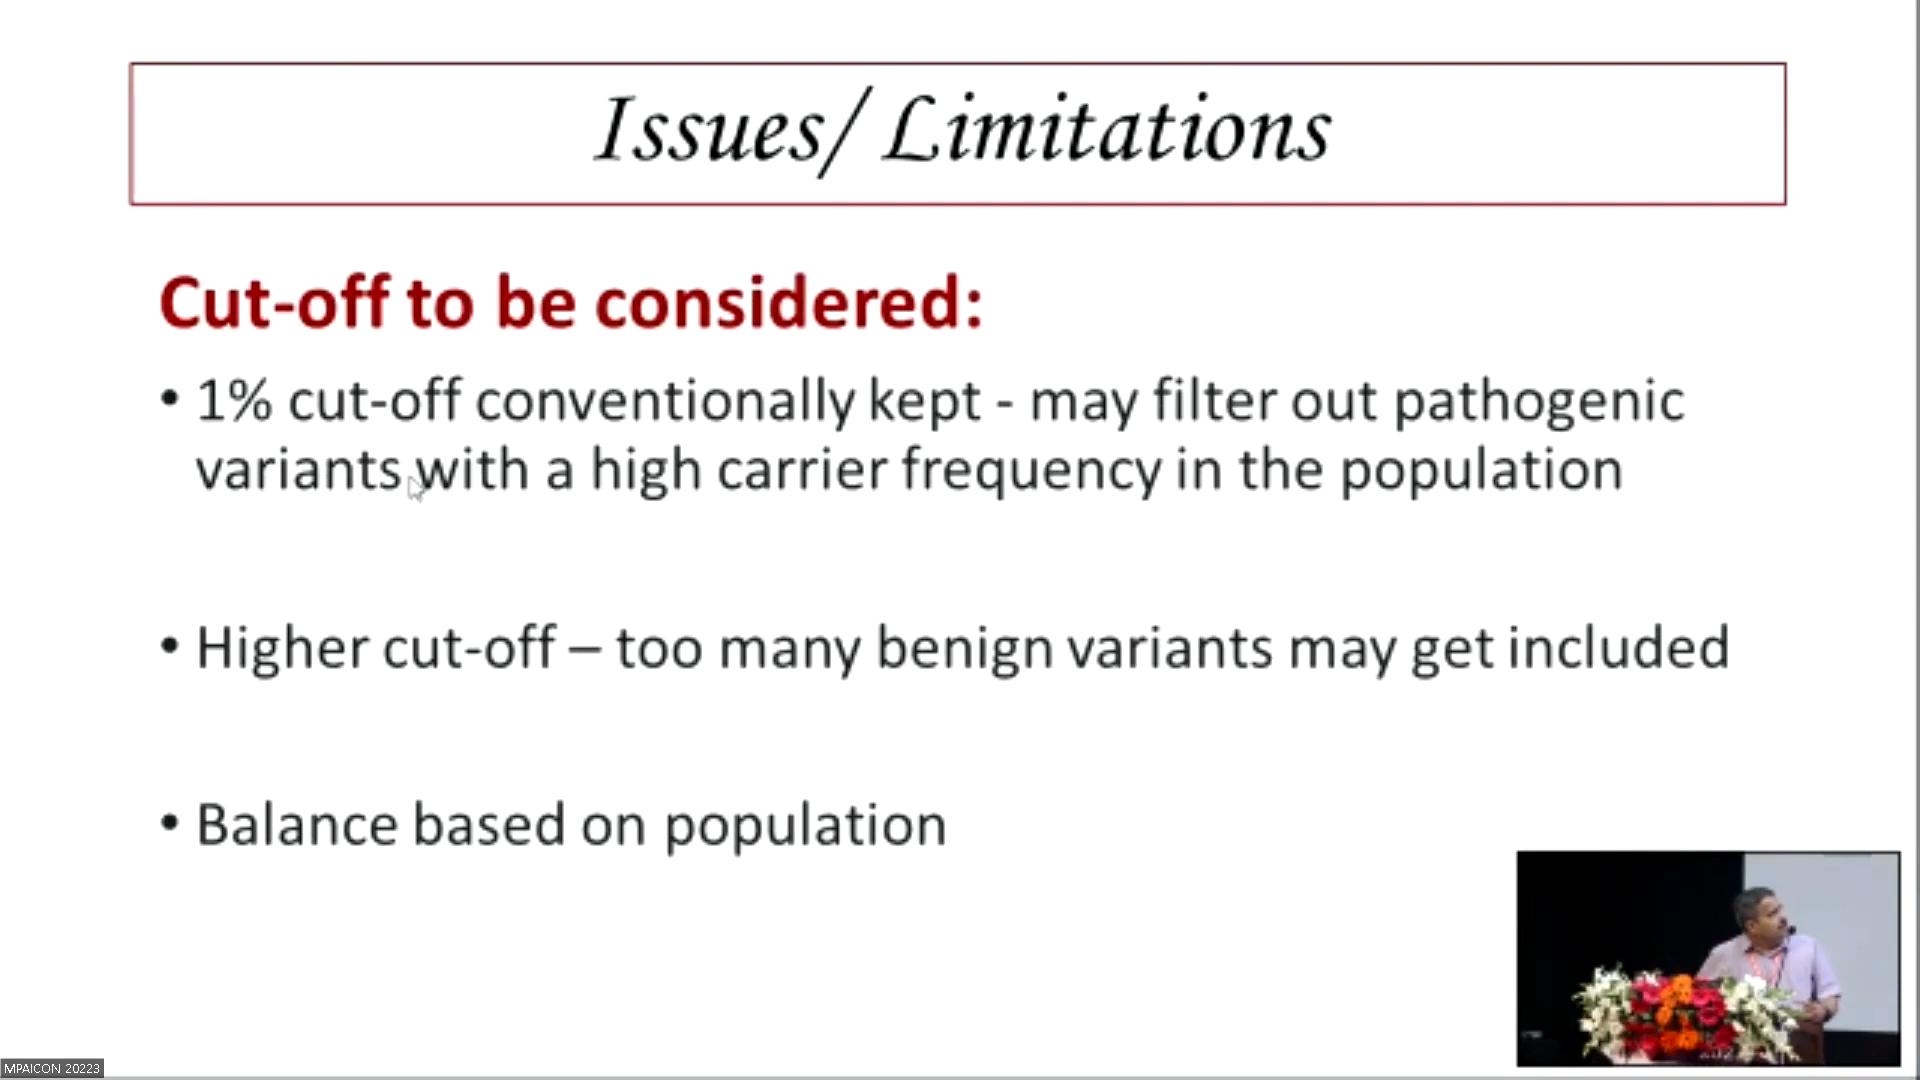 Issues/ Limitations
Cut-off to be considered:
• 1% cut-off conventionally kept - may filter out pathogenic
variants with a high carrier frequency in the population
• Higher cut-off – too many benign variants may get included
• Balance based on population
MPAICON 20223